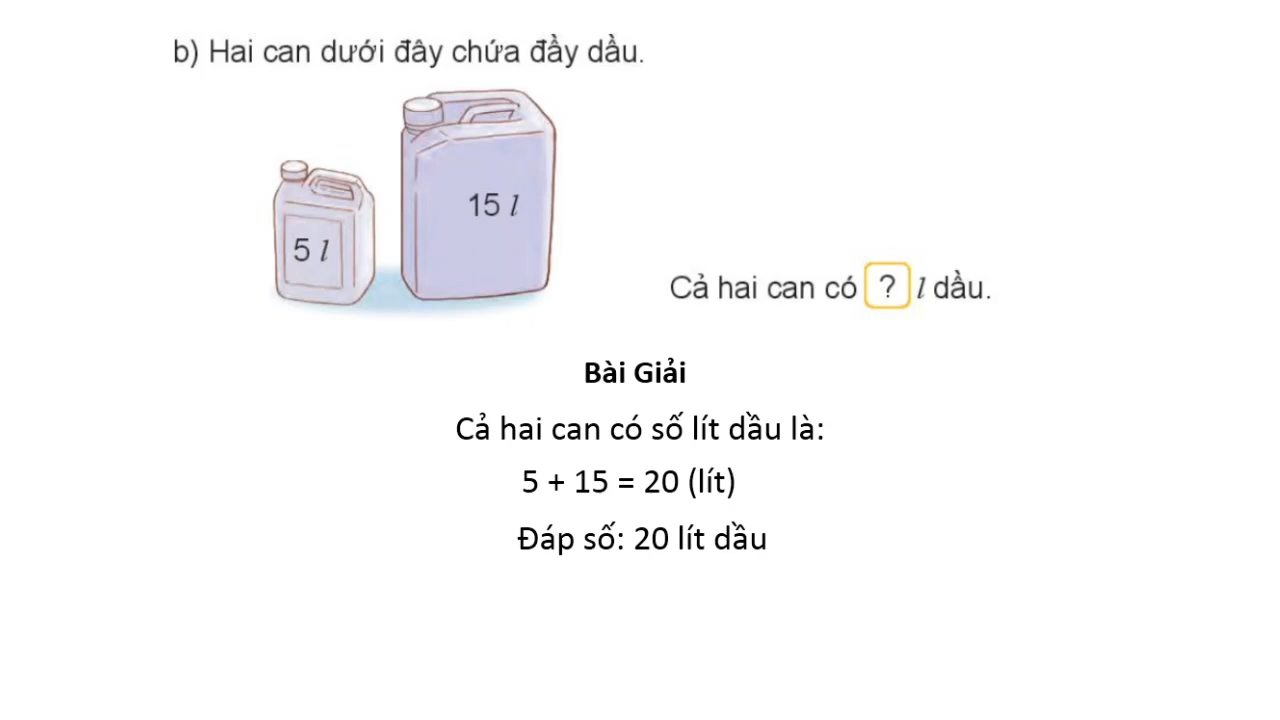 b) Hai can dưới đây chứa đầy dầu.
15 l
5 l
Cả hai can có ? l dầu.
Bài Giải
Cả hai can có số lít dầu là:
5 + 15 = 20 (lít)
Đáp số: 20 lít dầu